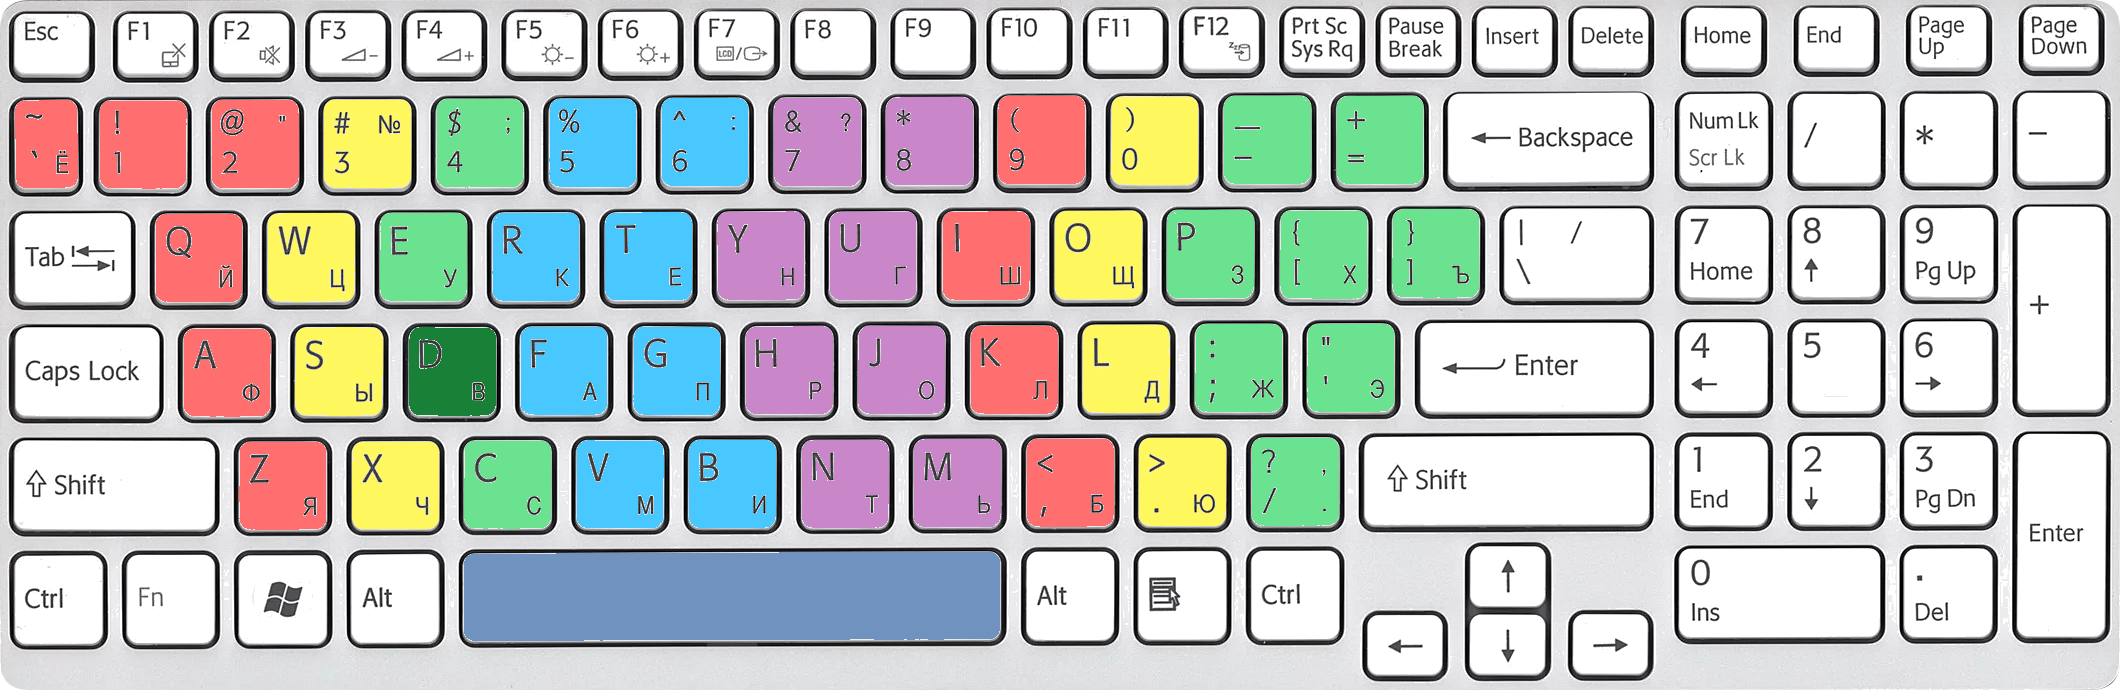 Esc F1 F2 F3 F4 F5 F6 F7 F8 F9 F10 F11 F12 Prt Sc Pause Insert Delete Home End Page Page
- + - + LCD / zz Sys Rq Break Up Down
~ ! @ " # № $ ; % ^ : & ? * ( ) — + Backspace Num Lk / * −
` Ё 1 2 3 4 5 6 7 8 9 0 - = Scr Lk
Tab Q W E R T Y U I O P { } | / 7 8 9 +
Й Ц У К Е Н Г Ш Щ З [ Х ] Ъ \ Home ↑ Pg Up
Caps Lock A S D F G H J K L : " Enter 4 5 6
Ф Ы В А П Р О Л Д ; Ж ' Э ← →
Shift Z X C V B N M < > ? , Shift 1 2 3 Enter
Я Ч С М И Т Ь , Б . Ю / . End ↓ Pg Dn
Ctrl Fn Alt Alt Ctrl ↑ 0 .
← ↓ → Ins Del